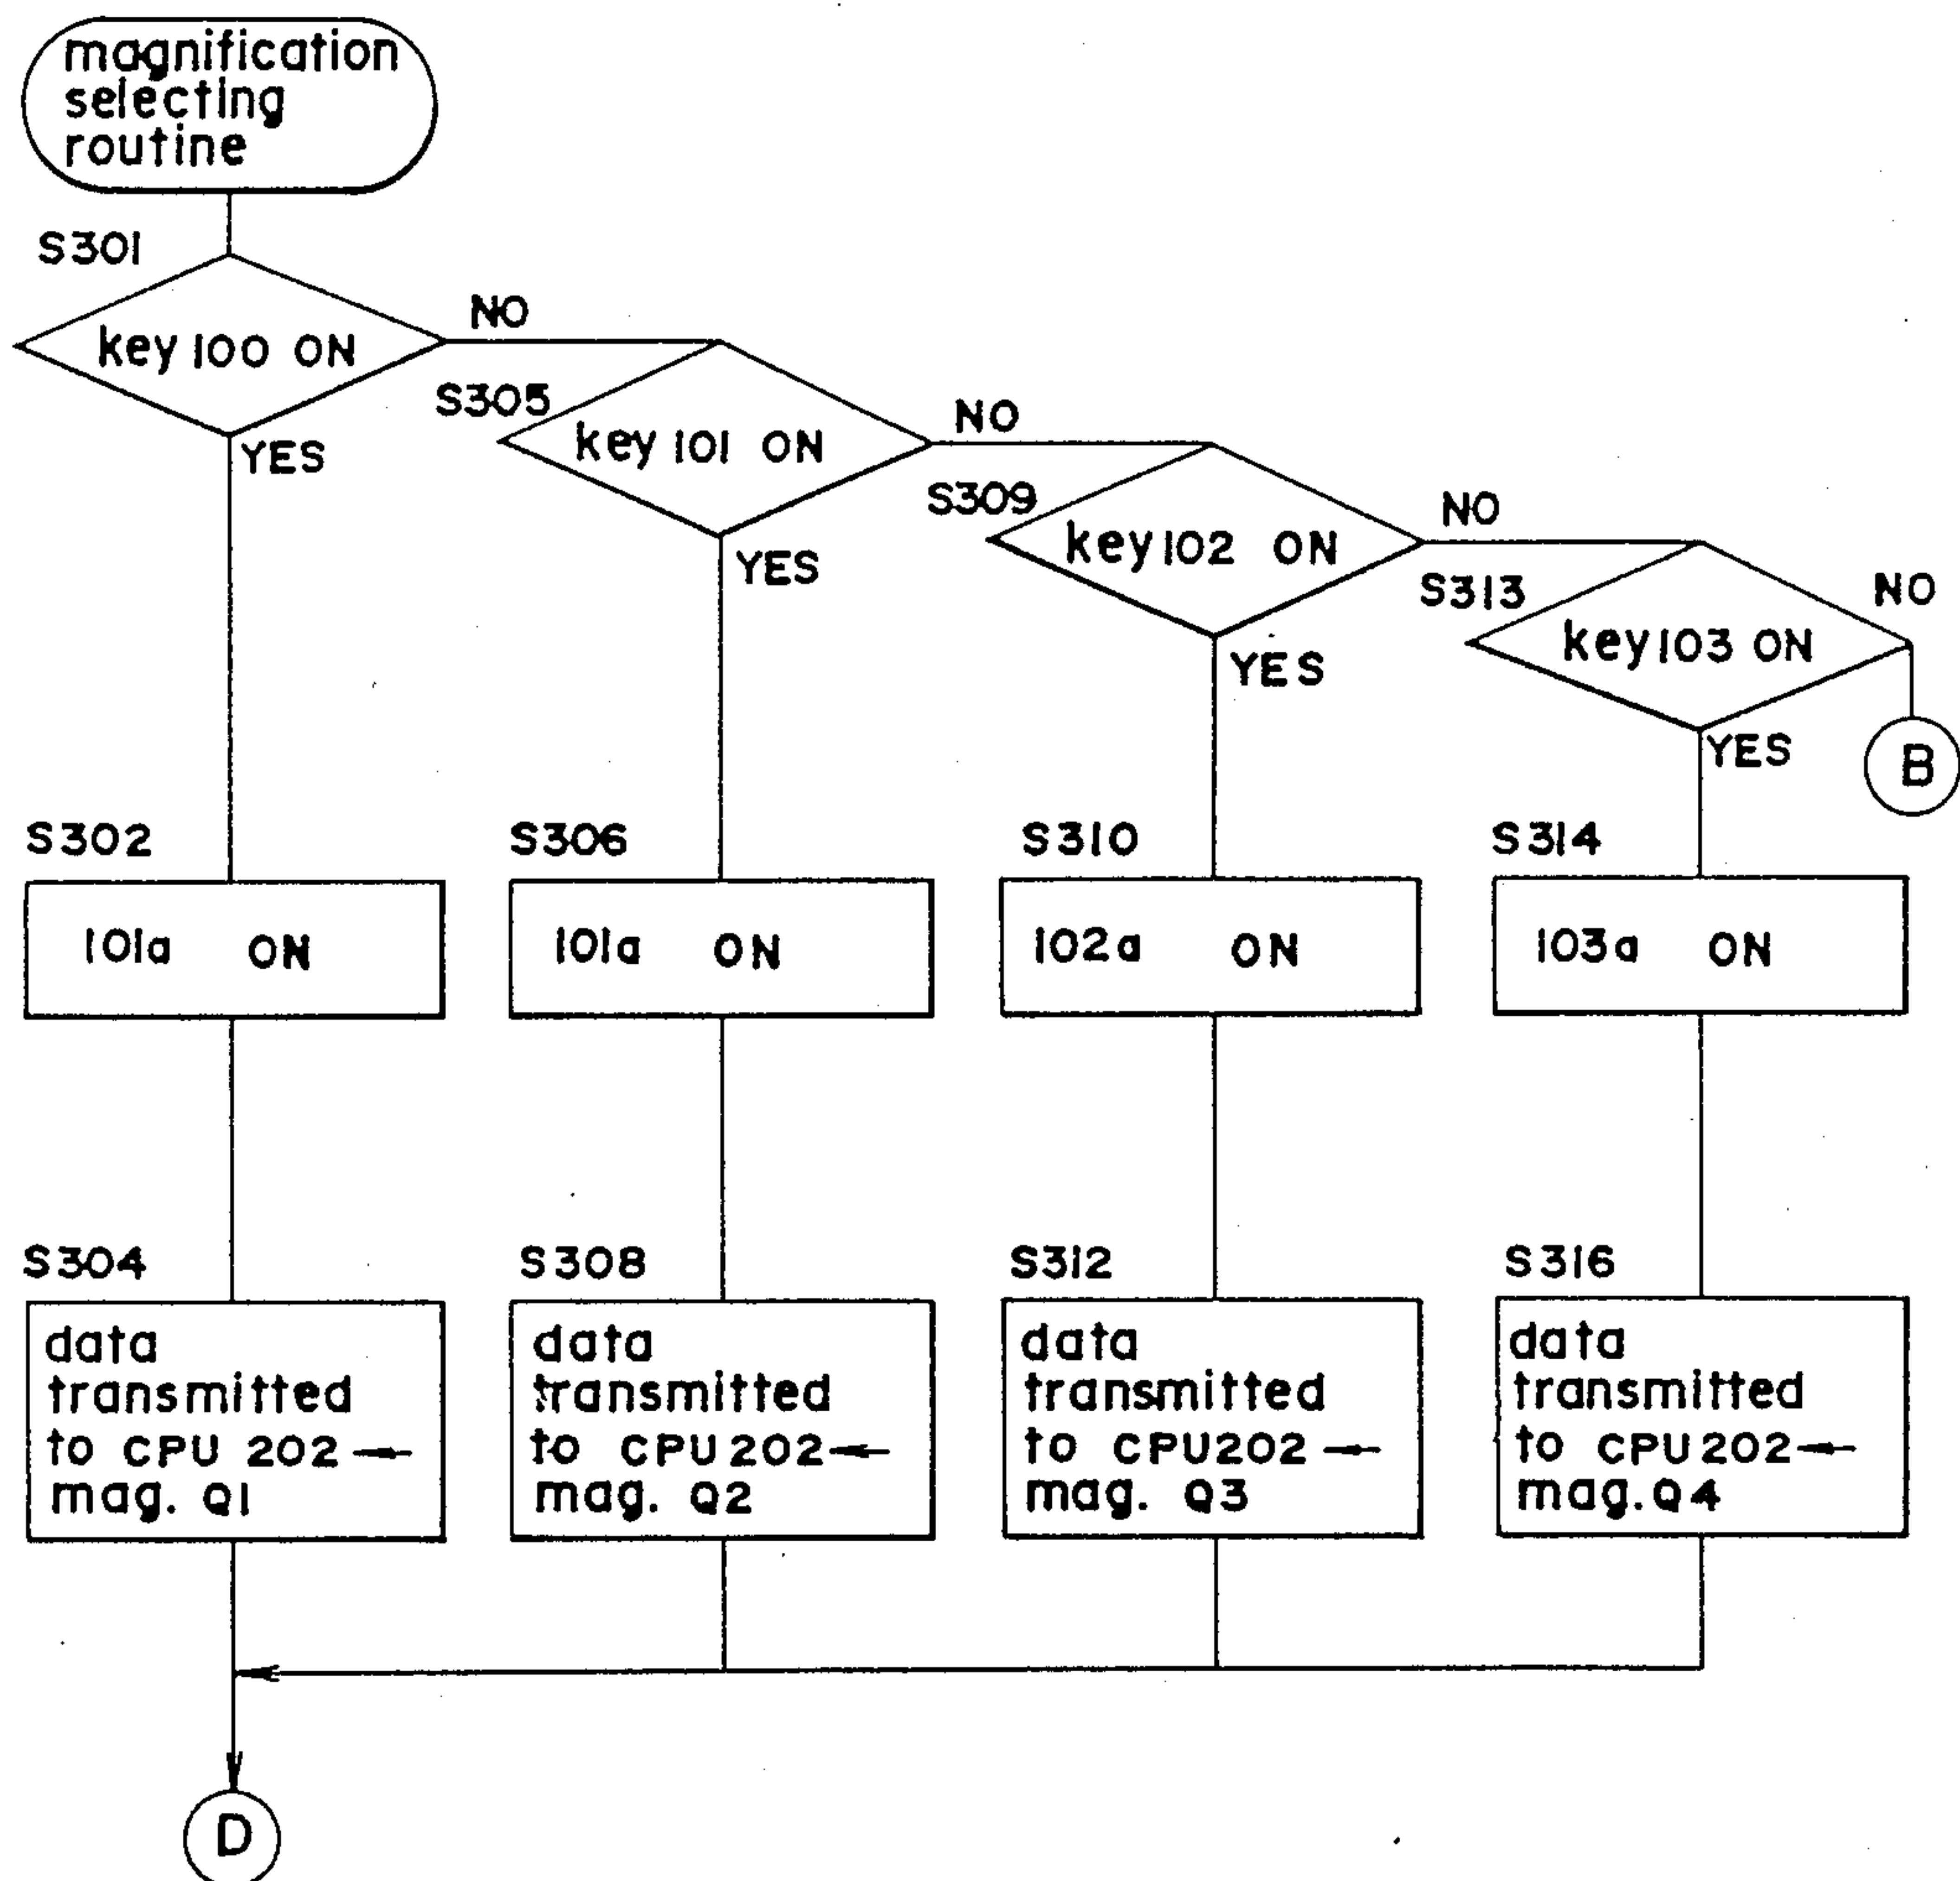 magnification
selecting
routine
S301
key 100 ON
NO
YES
S305
key 101 ON
NO
YES
S309
key 102 ON
NO
YES
S313
key 103 ON
NO
YES
B
S302
101a ON
S306
101a ON
S310
102a ON
S314
103a ON
S304
data
transmitted
to CPU 202 ←
mag. Q1
S308
data
transmitted
to CPU 202 ←
mag. Q2
S312
data
transmitted
to CPU 202 ←
mag. Q3
S316
data
transmitted
to CPU 202 ←
mag. Q4
D